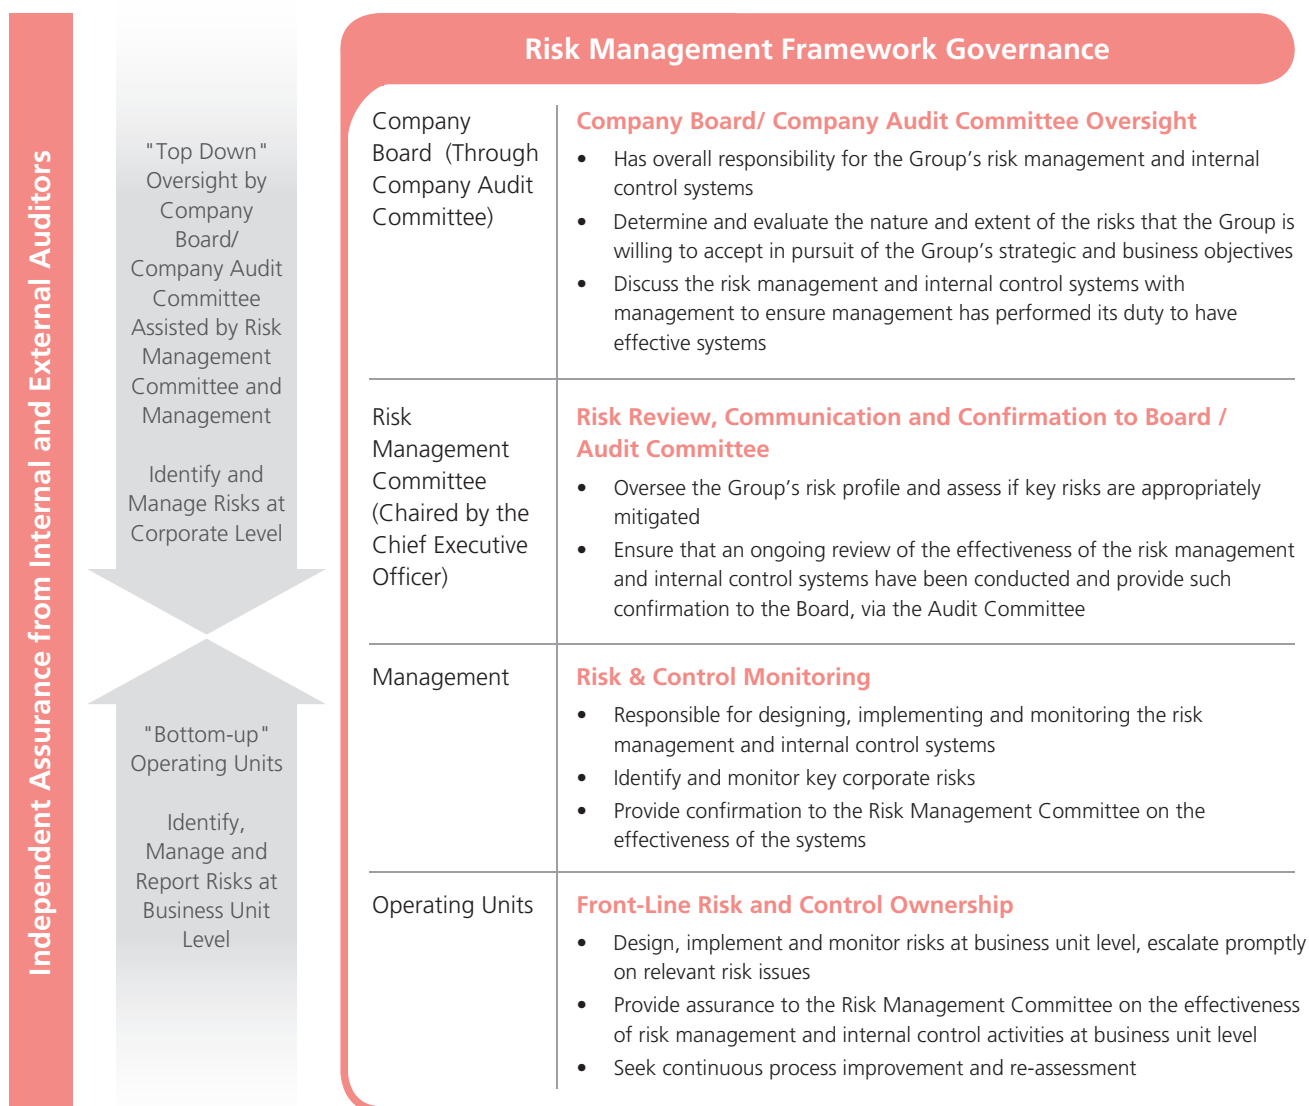 Independent Assurance from Internal and External Auditors
"Top Down"
Oversight by
Company
Board/
Company Audit
Committee
Assisted by Risk
Management
Committee and
Management
Identify and
Manage Risks at
Corporate Level
"Bottom-up"
Operating Units
Identify,
Manage and
Report Risks at
Business Unit
Level
Risk Management Framework Governance
Company
Board (Through
Company Audit
Committee)
Company Board/ Company Audit Committee Oversight
• Has overall responsibility for the Group’s risk management and internal
control systems
• Determine and evaluate the nature and extent of the risks that the Group is
willing to accept in pursuit of the Group’s strategic and business objectives
• Discuss the risk management and internal control systems with
management to ensure management has performed its duty to have
effective systems
Risk
Management
Committee
(Chaired by the
Chief Executive
Officer)
Risk Review, Communication and Confirmation to Board /
Audit Committee
• Oversee the Group’s risk profile and assess if key risks are appropriately
mitigated
• Ensure that an ongoing review of the effectiveness of the risk management
and internal control systems have been conducted and provide such
confirmation to the Board, via the Audit Committee
Management
Risk & Control Monitoring
• Responsible for designing, implementing and monitoring the risk
management and internal control systems
• Identify and monitor key corporate risks
• Provide confirmation to the Risk Management Committee on the
effectiveness of the systems
Operating Units
Front-Line Risk and Control Ownership
• Design, implement and monitor risks at business unit level, escalate promptly
on relevant risk issues
• Provide assurance to the Risk Management Committee on the effectiveness
of risk management and internal control activities at business unit level
• Seek continuous process improvement and re-assessment